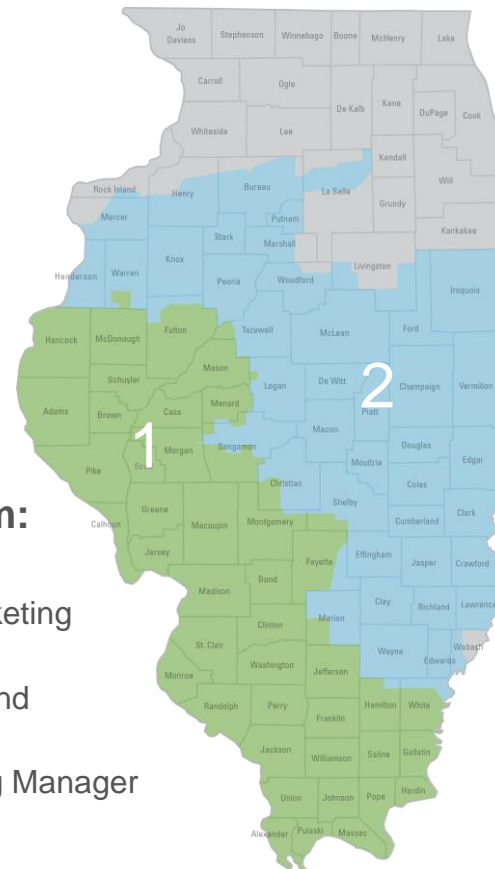 Jo
Daviess
Stephenson
Winnebago
Boone
McHenry
Lake
Carroll
Ogle
De Kalb
Kane
DuPage
Cook
Whiteside
Lee
Kendall
Will
Rock Island
Henry
Bureau
La Salle
Grundy
Mercer
Putnam
Kankakee
Stark
Marshall
Knox
Livingston
Henderson
Warren
Peoria
Woodford
Iroquois
Hancock
McDonough
Fulton
Tazewell
McLean
Ford
Mason
Schuyler
Logan
De Witt
2
Champaign
Vermilion
Adams
Brown
Cass
Menard
Piatt
1
Macon
Sangamon
Morgan
Douglas
Pike
Scott
Moultrie
Edgar
Christian
Coles
Shelby
Calhoun
Greene
Macoupin
Montgomery
Cumberland
Clark
n:
Jersey
Fayette
Effingham
Jasper
Crawford
Bond
Madison
Clay
Richland
Lawrence
Marion
keting
Clinton
St. Clair
Wayne
Edwards
Wabash
Washington
Jefferson
Monroe
Hamilton
White
nd
Randolph
Perry
Franklin
Jackson
Williamson
Saline
Gallatin
g Manager
Union
Johnson
Pope
Hardin
Alexander
Pulaski
Massac